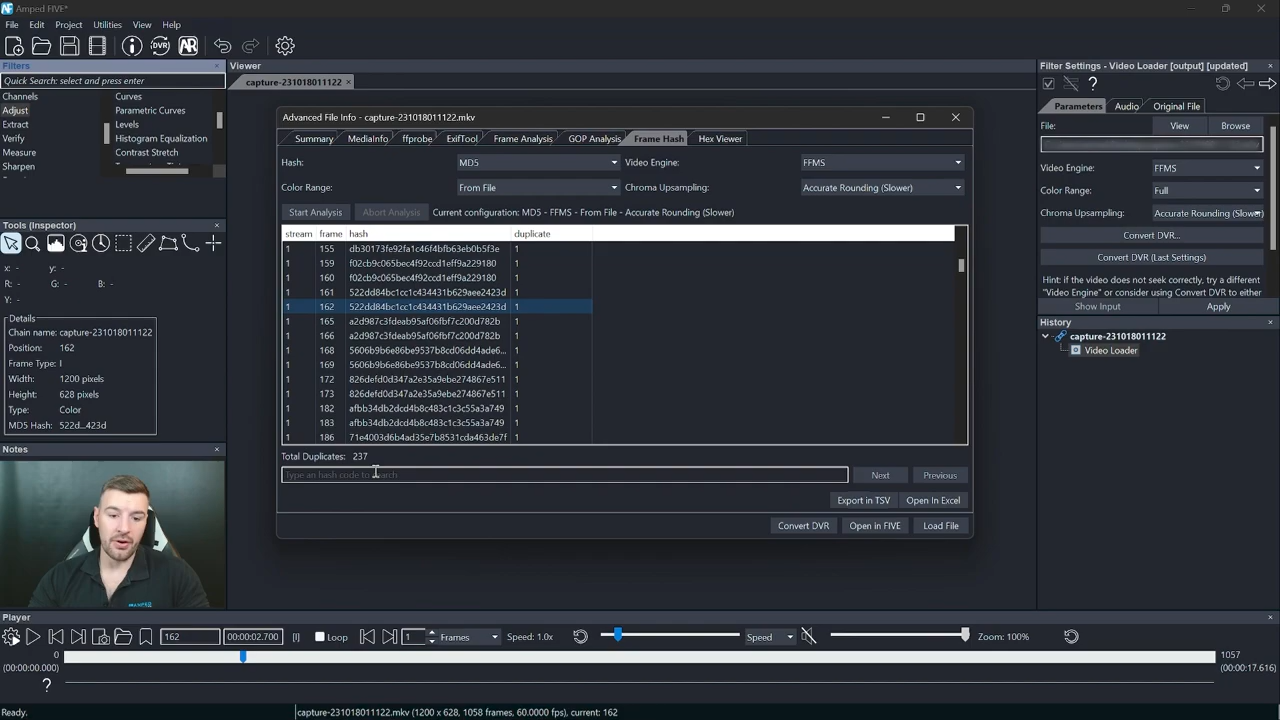 Amped FIVE*
File Edit Project Utilities View Help
DVR AR
Filters ×
Quick Search: select and press enter
Channels
Adjust
Extract
Verify
Measure
Sharpen
Curves
Parametric Curves
Levels
Histogram Equalization
Contrast Stretch
Tools (Inspector) ×
x: - y: -
R: - G: - B: -
Y: -
Details
Chain name: capture-231018011122
Position: 162
Frame Type: I
Width: 1200 pixels
Height: 628 pixels
Type: Color
MD5 Hash: 522d...423d
Notes ×
Viewer
capture-231018011122 ×
Advanced File Info - capture-231018011122.mkv
Summary MediaInfo ffprobe ExifTool Frame Analysis GOP Analysis Frame Hash Hex Viewer
Hash: MD5 Video Engine: FFMS
Color Range: From File Chroma Upsampling: Accurate Rounding (Slower)
Start Analysis Abort Analysis Current configuration: MD5 - FFMS - From File - Accurate Rounding (Slower)
stream frame hash duplicate
1 155 db30173fe92fa1c46f4bfb63eb0b5f3e 1
1 159 f02cb9c065bec4f92ccd1eff9a229180 1
1 160 f02cb9c065bec4f92ccd1eff9a229180 1
1 161 522dd84bc1cc1c434431b629aee2423d 1
1 162 522dd84bc1cc1c434431b629aee2423d 1
1 165 a2d987c3fdeab95af06fbf7c200d782b 1
1 166 a2d987c3fdeab95af06fbf7c200d782b 1
1 168 5606b9b6e86be9537b8cd06dd4ade6... 1
1 169 5606b9b6e86be9537b8cd06dd4ade6... 1
1 172 826defd0d347a2e35a9ebe274867e511 1
1 173 826defd0d347a2e35a9ebe274867e511 1
1 182 afbb34db2dcd4b8c483c1c3c55a3a749 1
1 183 afbb34db2dcd4b8c483c1c3c55a3a749 1
1 186 71e4003d6b4ad35e7b8531cda463de7f 1
Total Duplicates: 237
Type an hash code to search Next Previous
Export in TSV Open In Excel
Convert DVR Open in FIVE Load File
Filter Settings - Video Loader [output] [updated] ×
Parameters Audio Original File
File: View Browse
Video Engine: FFMS
Color Range: Full
Chroma Upsampling: Accurate Rounding (Slower)
Convert DVR...
Convert DVR (Last Settings)
Hint: if the video does not seek correctly, try a different
"Video Engine" or consider using Convert DVR to either
Show Input Apply
History ×
capture-231018011122
Video Loader
Player ×
162 00:00:02.700 [I] Loop 1 Frames Speed: 1.0x Speed Zoom: 100%
0 1057
(00:00:00.000) (00:00:17.616)
?
Ready. capture-231018011122.mkv (1200 x 628, 1058 frames, 60.0000 fps), current: 162